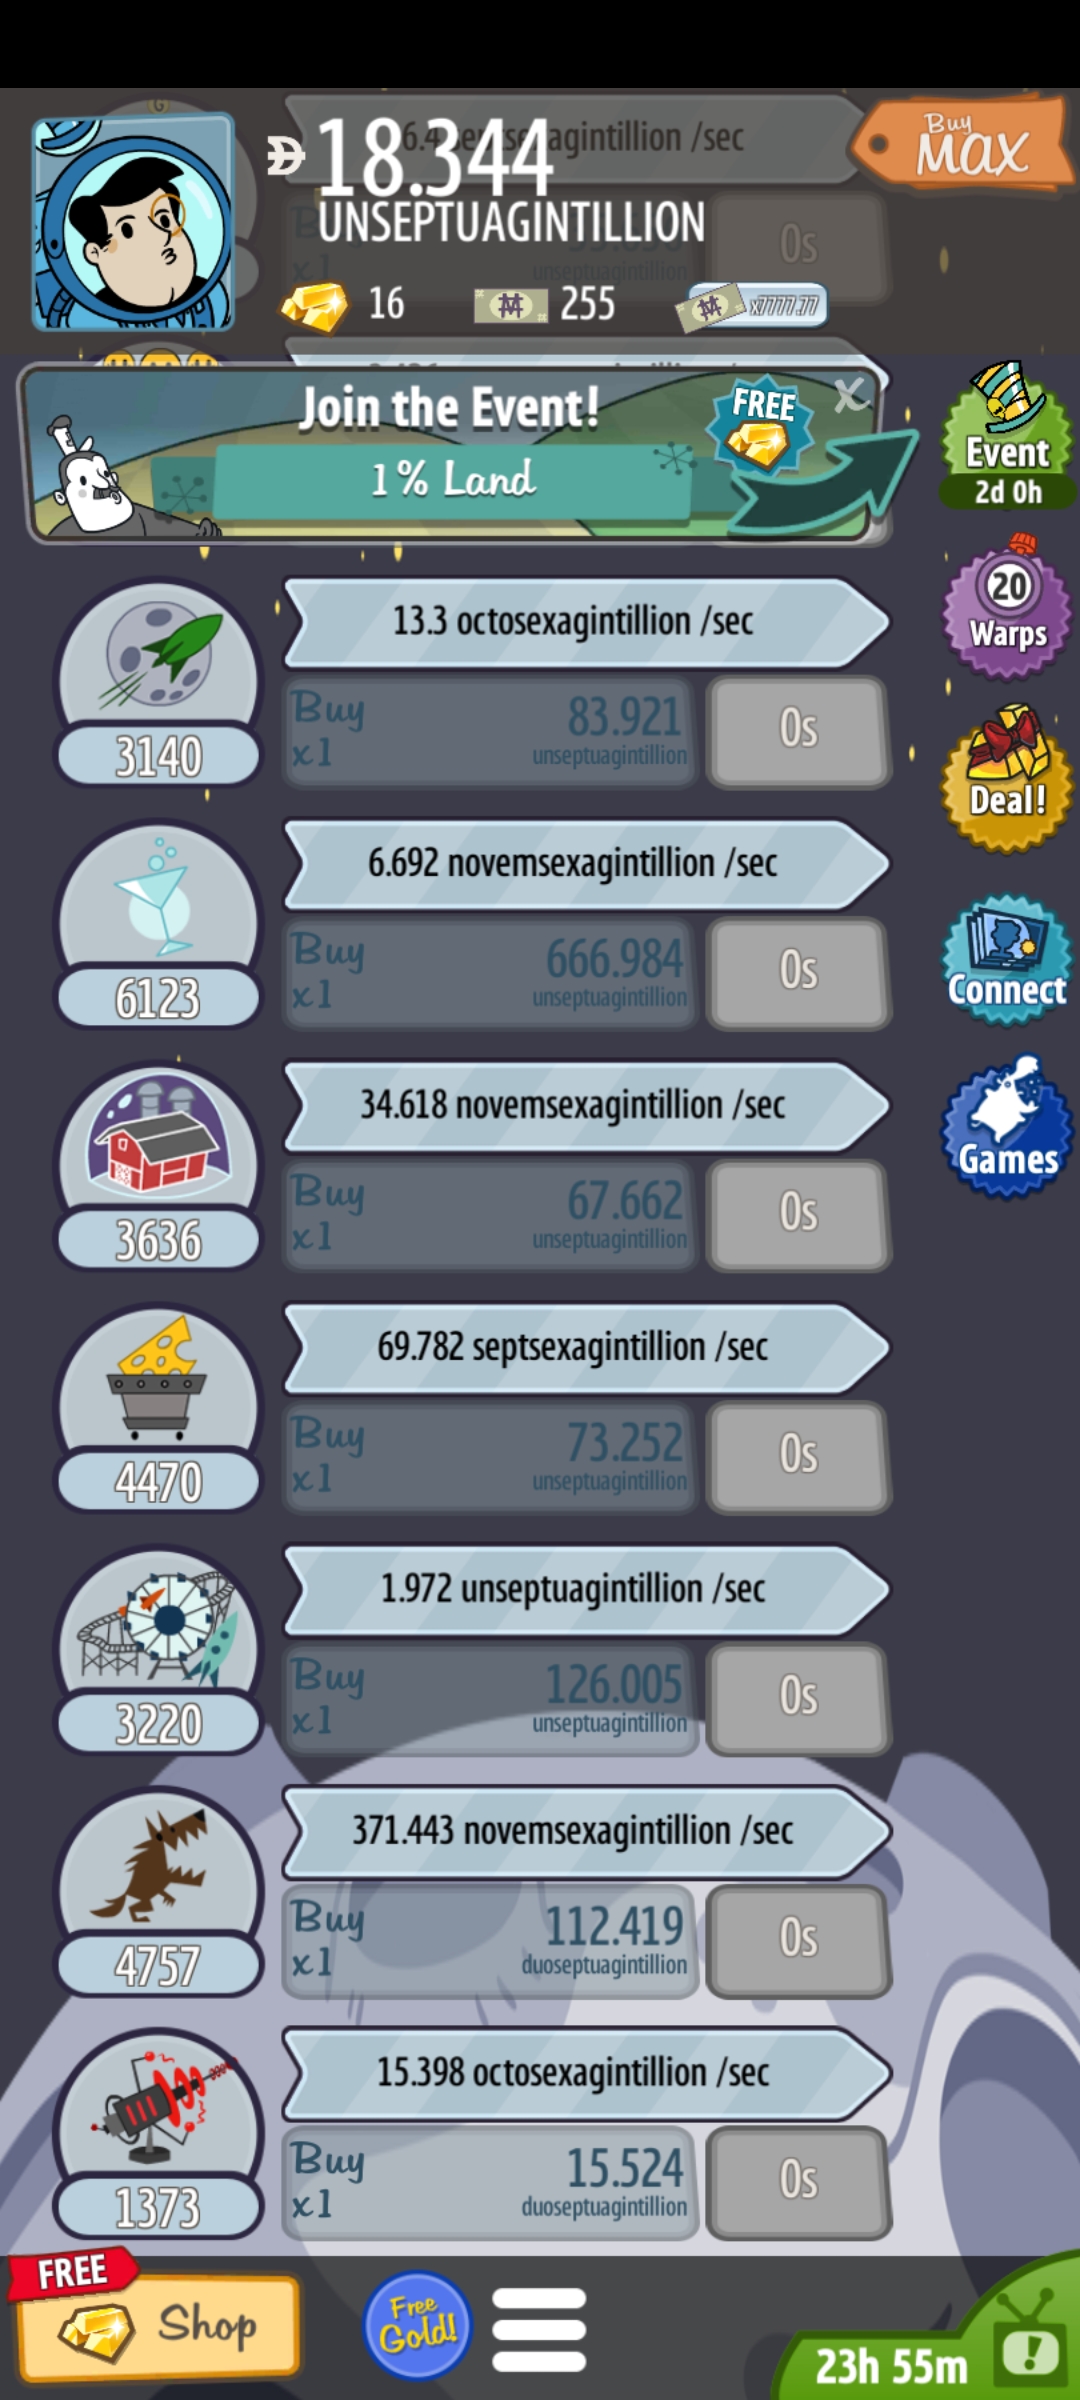 18.344
UNSEPTUAGINTILLION
Buy
MAX
/sec
0s
unseptuagintillion
16
255
x7777.77
Join the Event!
1% Land
FREE
X
Event
2d 0h
13.3 octosexagintillion /sec
Buy
x1
83.921
unseptuagintillion
0s
3140
20
Warps
Deal!
6.692 novemsexagintillion /sec
Buy
x1
666.984
unseptuagintillion
0s
6123
Connect
34.618 novemsexagintillion /sec
Buy
x1
67.662
unseptuagintillion
0s
3636
Games
69.782 septsexagintillion /sec
Buy
x1
73.252
unseptuagintillion
0s
4470
1.972 unseptuagintillion /sec
Buy
x1
126.005
unseptuagintillion
0s
3220
371.443 novemsexagintillion /sec
Buy
x1
112.419
duoseptuagintillion
0s
4757
15.398 octosexagintillion /sec
Buy
x1
15.524
duoseptuagintillion
0s
1373
FREE
Shop
Free
Gold!
23h 55m